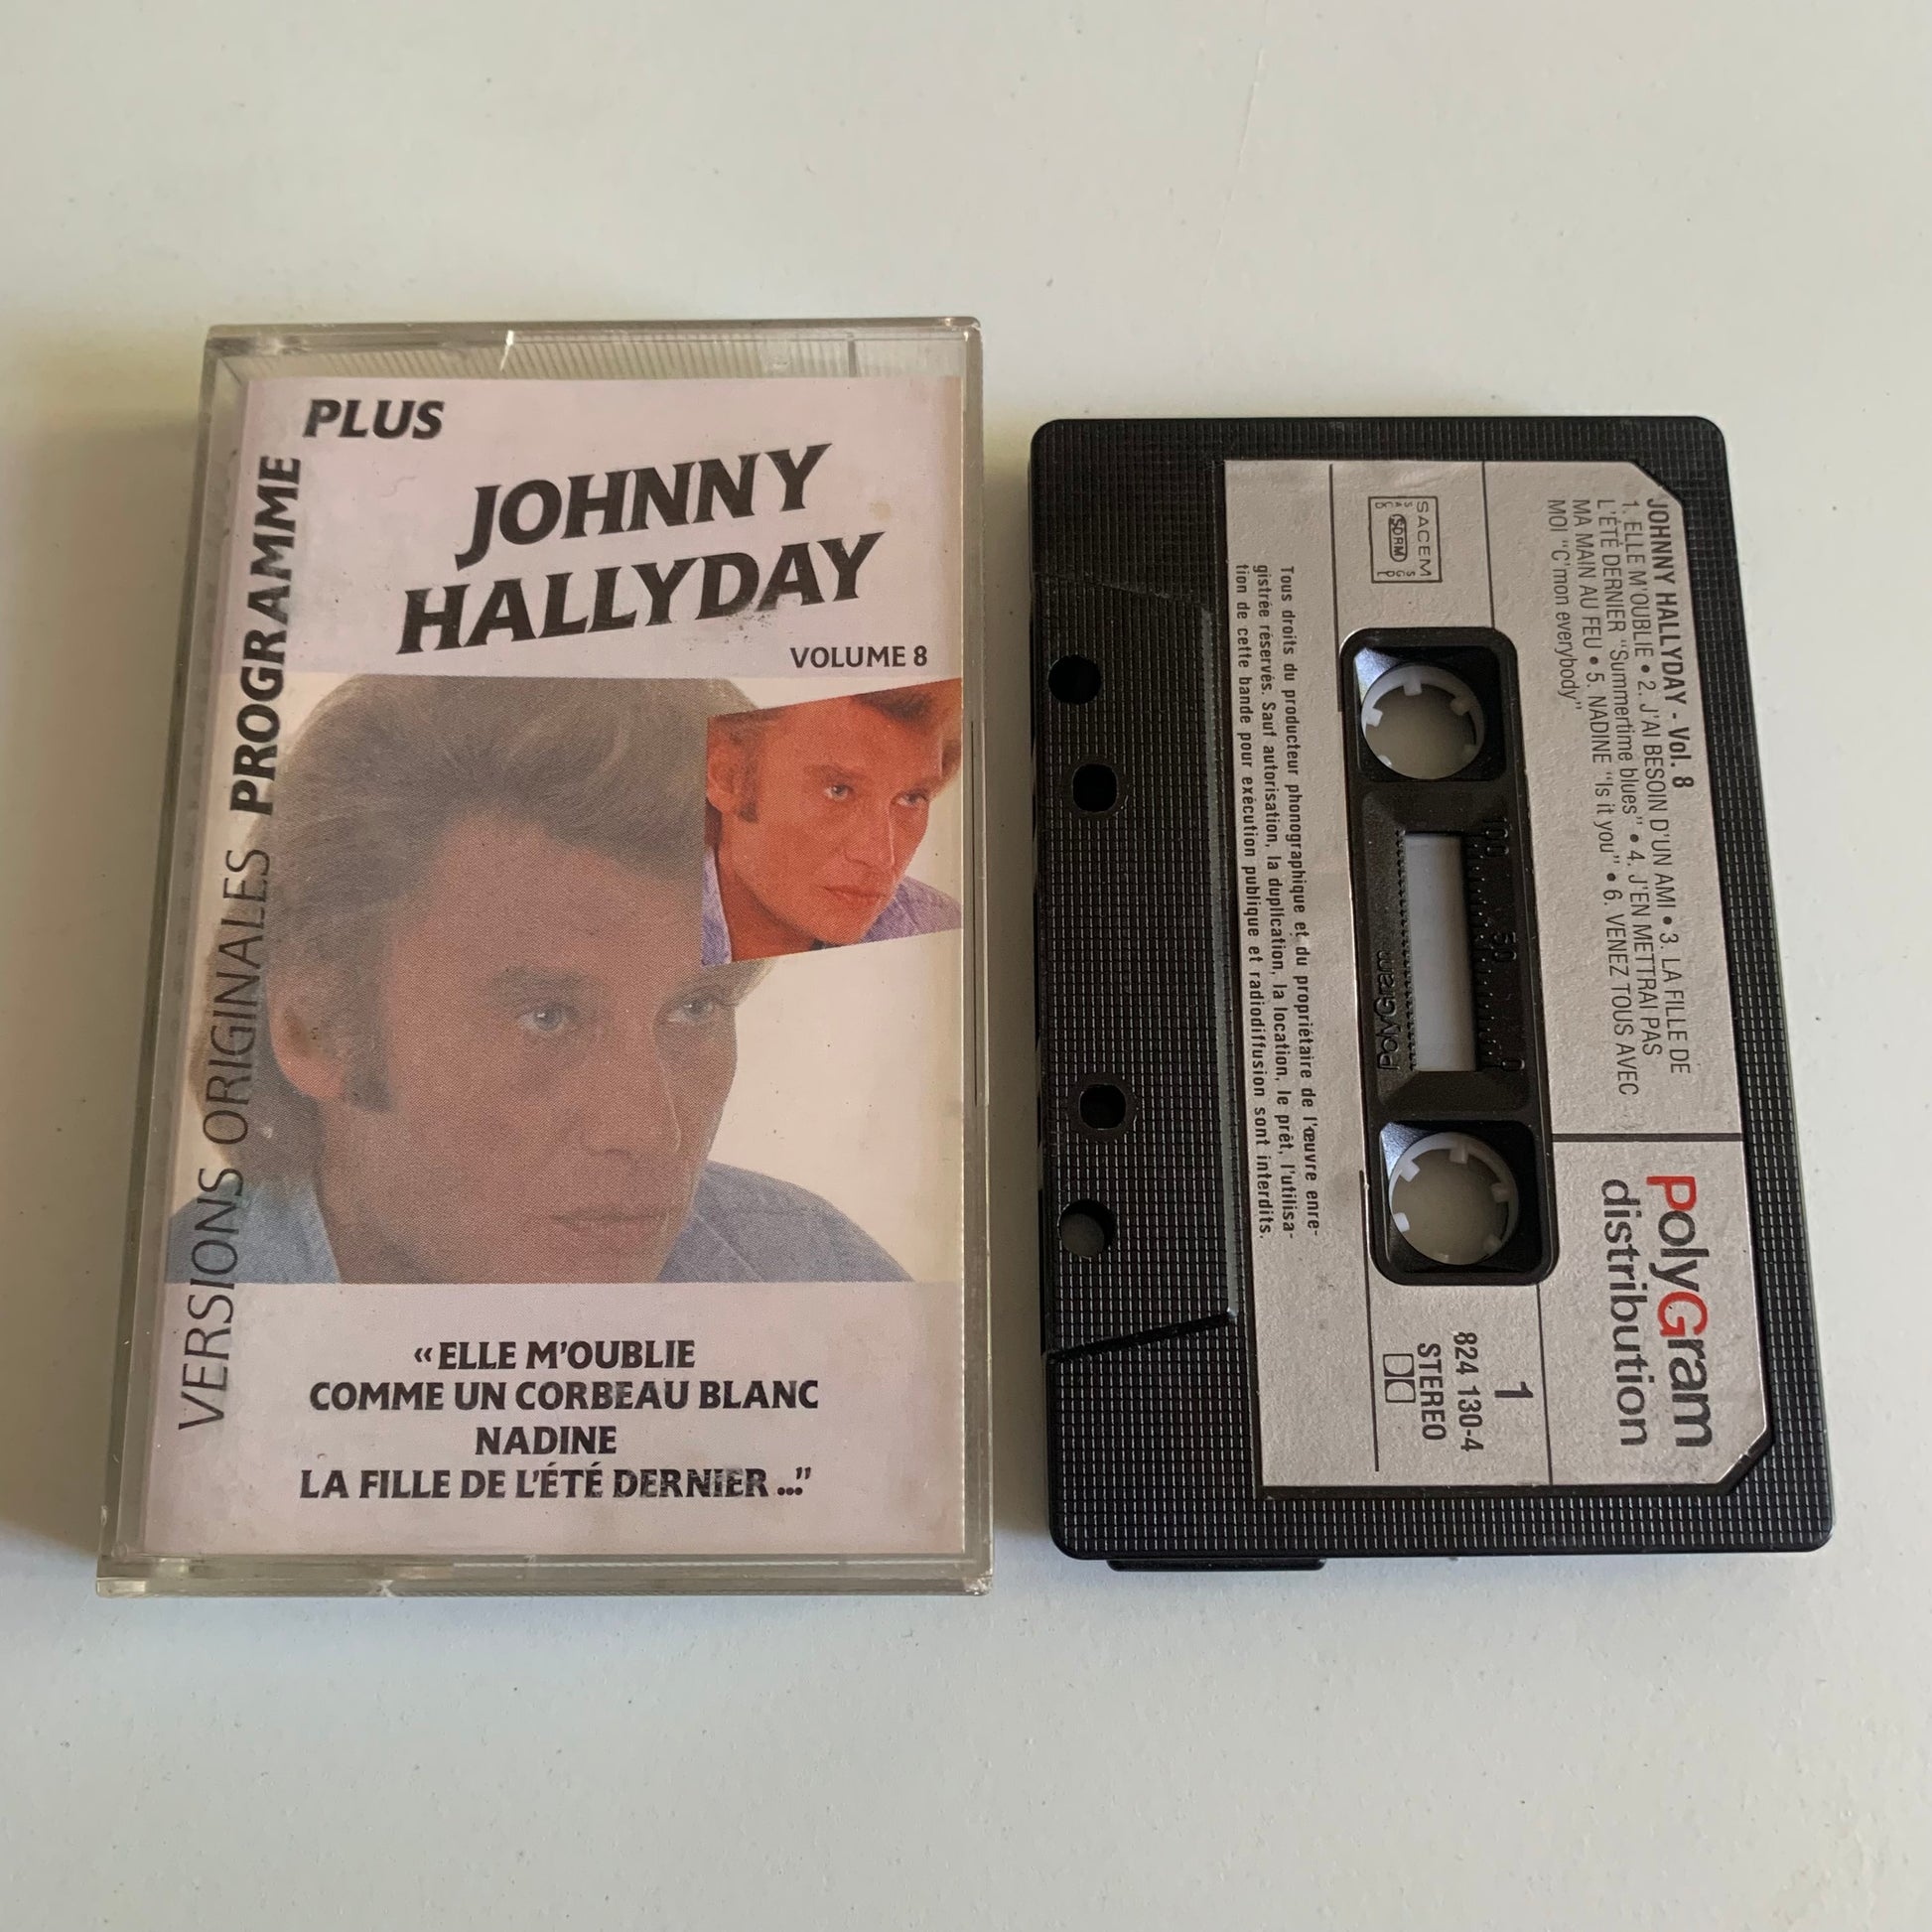 PLUS
VERSIONS ORIGINALES PROGRAMME
JOHNNY
HALLYDAY
VOLUME 8
«ELLE M'OUBLIE
COMME UN CORBEAU BLANC
NADINE
LA FILLE DE L'ÉTÉ DERNIER ..."
JOHNNY HALLYDAY - Vol. 8
1. ELLE M'OUBLIE • 2. J'AI BESOIN D'UN AMI • 3. LA FILLE DE
L'ÉTÉ DERNIER "Summertime blues" • 4. J'EN METTRAI PAS
MA MAIN AU FEU • 5. NADINE "Is it you" • 6. VENEZ TOUS AVEC
MOI "C'mon everybody"
PolyGram
distribution
SACEM
SDRM
100 50 0
PolyGram
1
824 130-4
STEREO
Tous droits du producteur phonographique et du propriétaire de l'œuvre enre-
gistrée réservés. Sauf autorisation, la duplication, la location, le prêt, l'utilisa-
tion de cette bande pour exécution publique et radiodiffusion sont interdits.